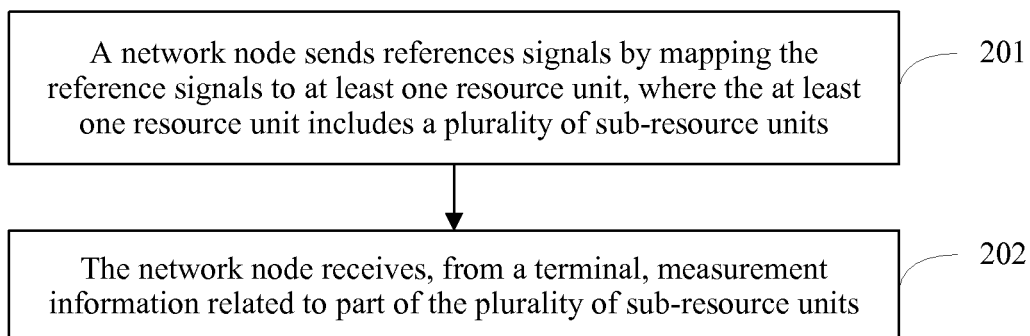 A network node sends references signals by mapping the
reference signals to at least one resource unit, where the at least
one resource unit includes a plurality of sub-resource units
201
The network node receives, from a terminal, measurement
information related to part of the plurality of sub-resource units
202